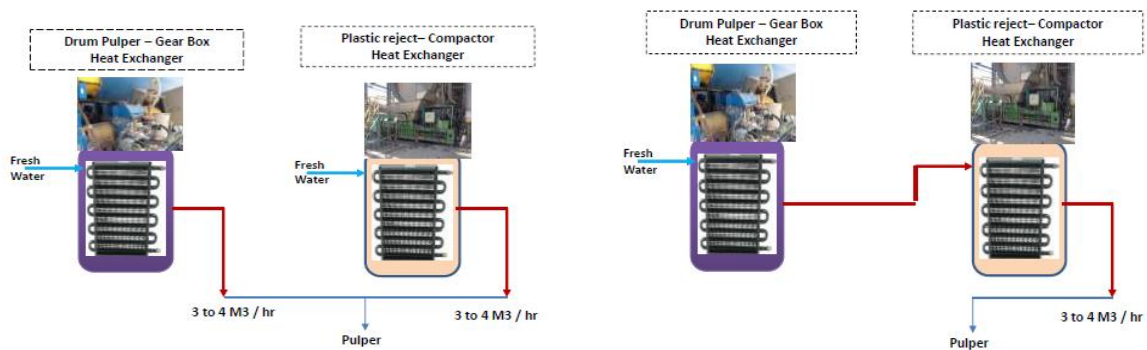 Drum Pulper – Gear Box
Heat Exchanger
Plastic reject– Compactor
Heat Exchanger
Fresh
Water
Fresh
Water
3 to 4 M3 / hr
3 to 4 M3 / hr
Pulper
Drum Pulper – Gear Box
Heat Exchanger
Plastic reject– Compactor
Heat Exchanger
Fresh
Water
3 to 4 M3 / hr
Pulper